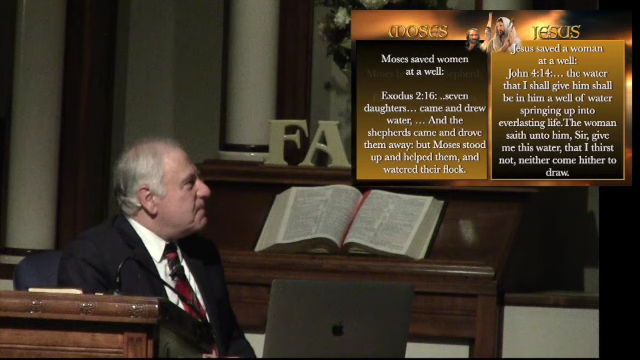 MOSES
JESUS
Moses saved women
at a well:
Exodus 2:16: ..seven
daughters... came and drew
water, ... And the
shepherds came and drove
them away: but Moses stood
up and helped them, and
watered their flock.
Jesus saved a woman
at a well:
John 4:14:... the water
that I shall give him shall
be in him a well of water
springing up into
everlasting life.The woman
saith unto him, Sir, give
me this water, that I thirst
not, neither come hither to
draw.
FA